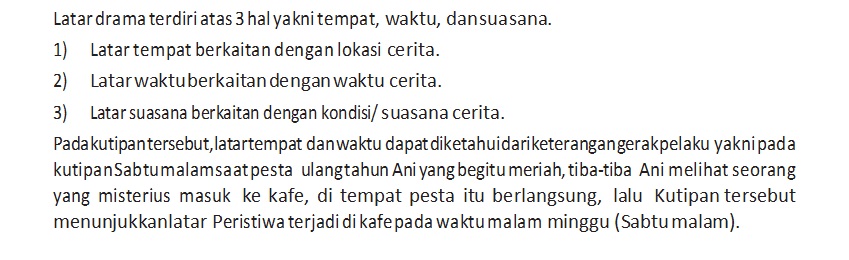 Latar drama terdiri atas 3 hal yakni tempat, waktu, dansuasana.
1) Latar tempat berkaitan dengan lokasi cerita.
2) Latar waktu berkaitan dengan waktu cerita.
3) Latar suasana berkaitan dengan kondisi/ suasana cerita.
Pada kutipan tersebut, latar tempat dan waktu dapat diketahui dari keterangan gerak pelaku yakni pada
kutipan Sabtu malam saat pesta ulang tahun Ani yang begitu meriah, tiba-tiba Ani melihat seorang
yang misterius masuk ke kafe, di tempat pesta itu berlangsung, lalu Kutipan tersebut
menunjukkan latar Peristiwa terjadi di kafe pada waktu malam minggu (Sabtu malam).